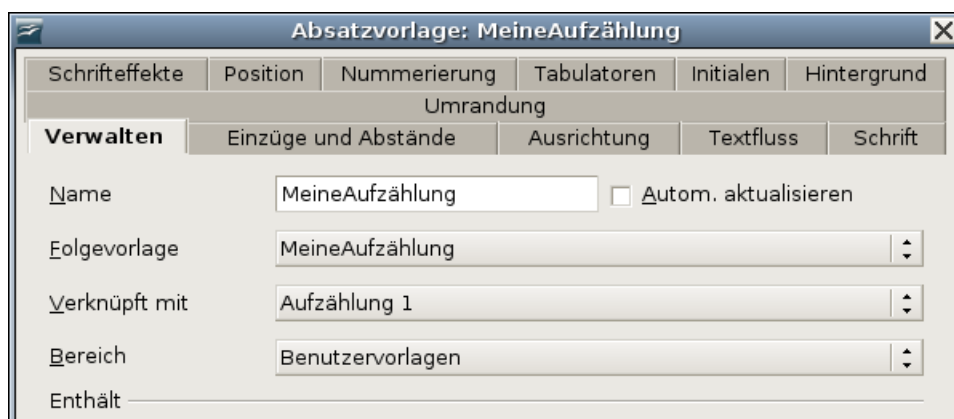 Absatzvorlage: MeineAufzählung
Schrifteffekte Position Nummerierung Tabulatoren Initialen Hintergrund
Umrandung
Verwalten Einzüge und Abstände Ausrichtung Textfluss Schrift
Name MeineAufzählung Autom. aktualisieren
Folgevorlage MeineAufzählung
Verknüpft mit Aufzählung 1
Bereich Benutzervorlagen
Enthält